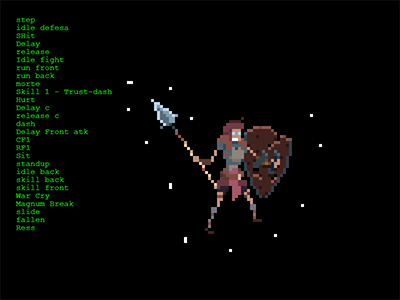 step
idle defesa
SHit
Delay
release
Idle fight
run front
run back
morte
Skill 1 - Trust-dash
Hurt
Delay c
release c
dash
Delay Front atk
CF1
RF1
Sit
standup
idle back
skill back
skill front
War Cry
Magnum Break
slide
fallen
Ress